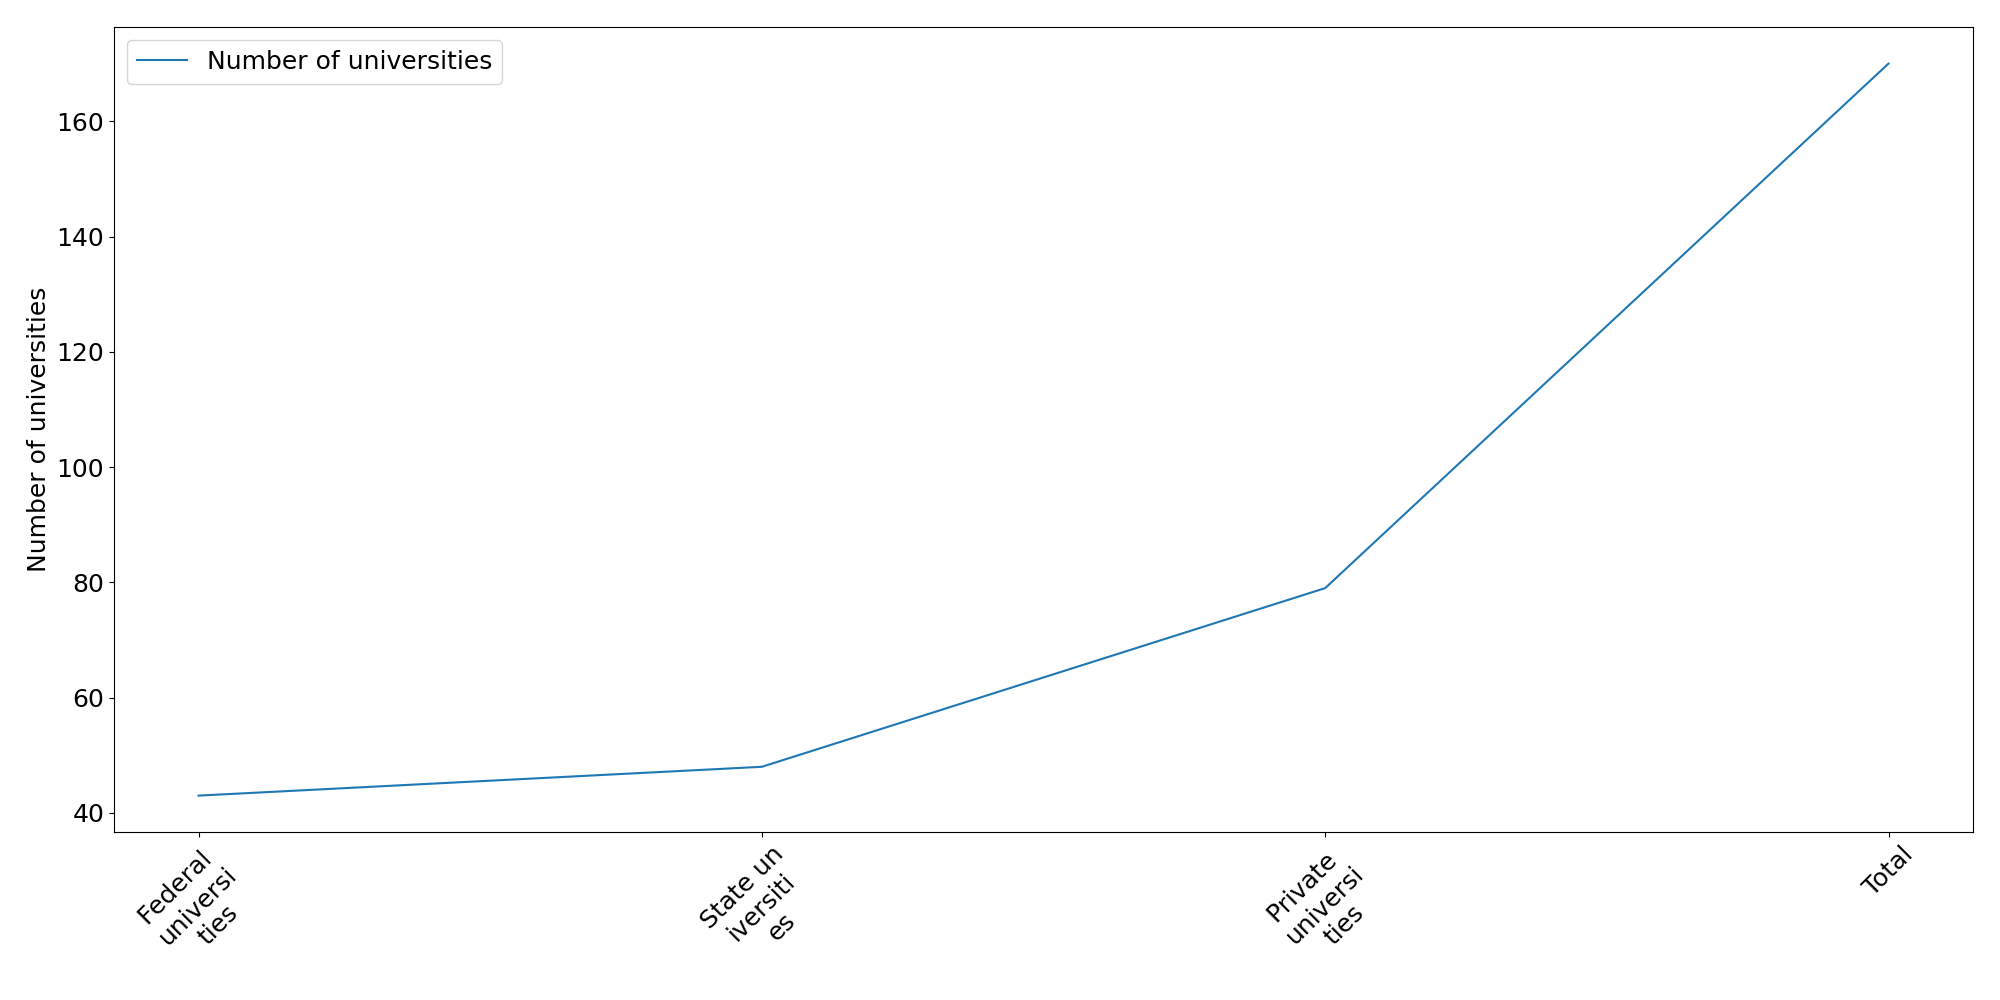 Number of universities
160
140
120
100
80
60
40
Number of universities
Federal
universi
ties
State un
iversiti
es
Private
universi
ties
Total